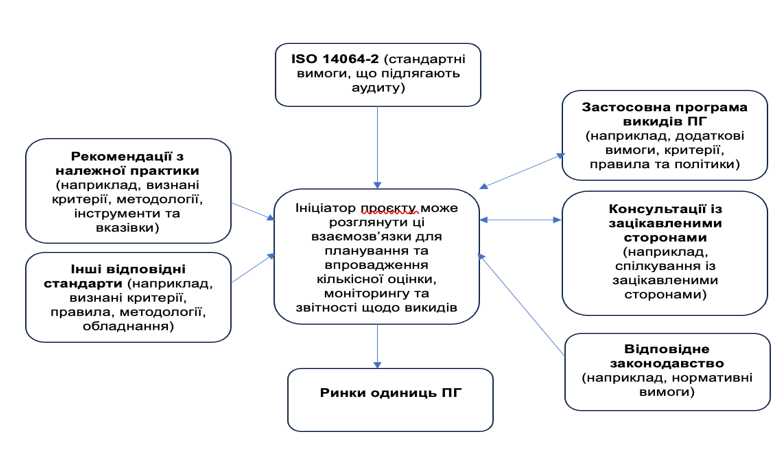 ISO 14064-2 (стандартні
вимоги, що підлягають
аудиту)
Застосовна програма
викидів ПГ
(наприклад, додаткові
вимоги, критерії,
правила та політики)
Рекомендації з
належної практики
(наприклад, визнані
критерії, методології,
інструменти та
вказівки)
Ініціатор проєкту може
розглянути ці
взаємозв’язки для
планування та
впровадження
кількісної оцінки,
моніторингу та
звітності щодо викидів
Консультації із
зацікавленими
сторонами
(наприклад,
спілкування із
зацікавленими
сторонами)
Інші відповідні
стандарти (наприклад,
визнані критерії,
правила, методології,
обладнання)
Відповідне
законодавство
(наприклад, нормативні
вимоги)
Ринки одиниць ПГ